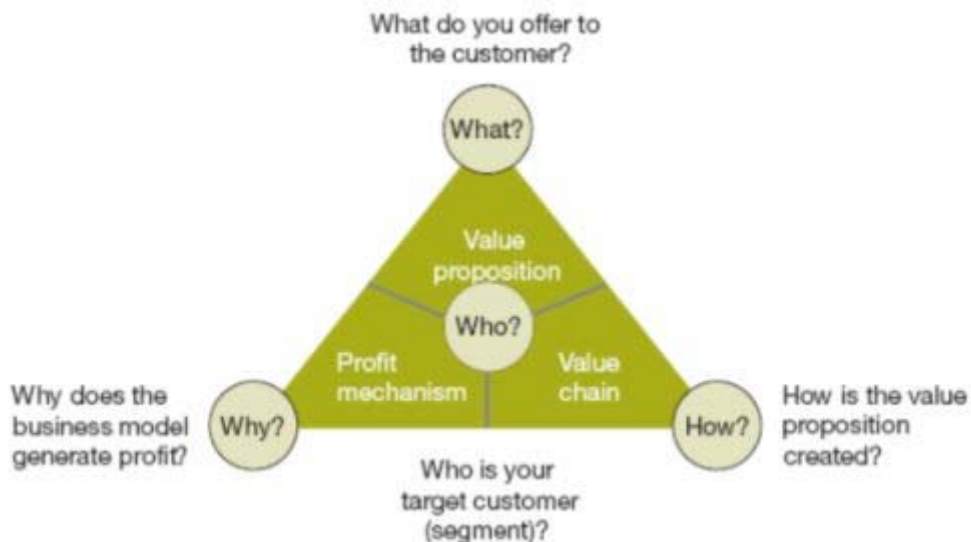 What do you offer to
the customer?
What?
Value
proposition
Who?
Profit
mechanism
Value
chain
Why does the
business model
generate profit?
Why?
How?
How is the value
proposition
created?
Who is your
target customer
(segment)?